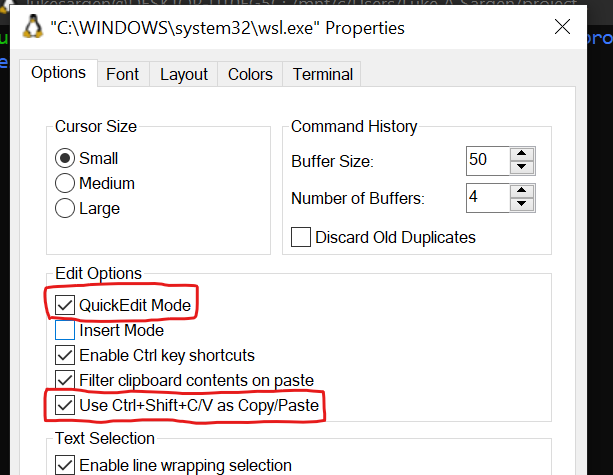 "C:\WINDOWS\system32\wsl.exe" Properties
Options
Font
Layout
Colors
Terminal
Cursor Size
Small
Medium
Large
Command History
Buffer Size:
50
Number of Buffers:
4
Discard Old Duplicates
Edit Options
QuickEdit Mode
Insert Mode
Enable Ctrl key shortcuts
Filter clipboard contents on paste
Use Ctrl+Shift+C/V as Copy/Paste
Text Selection
Enable line wrapping selection